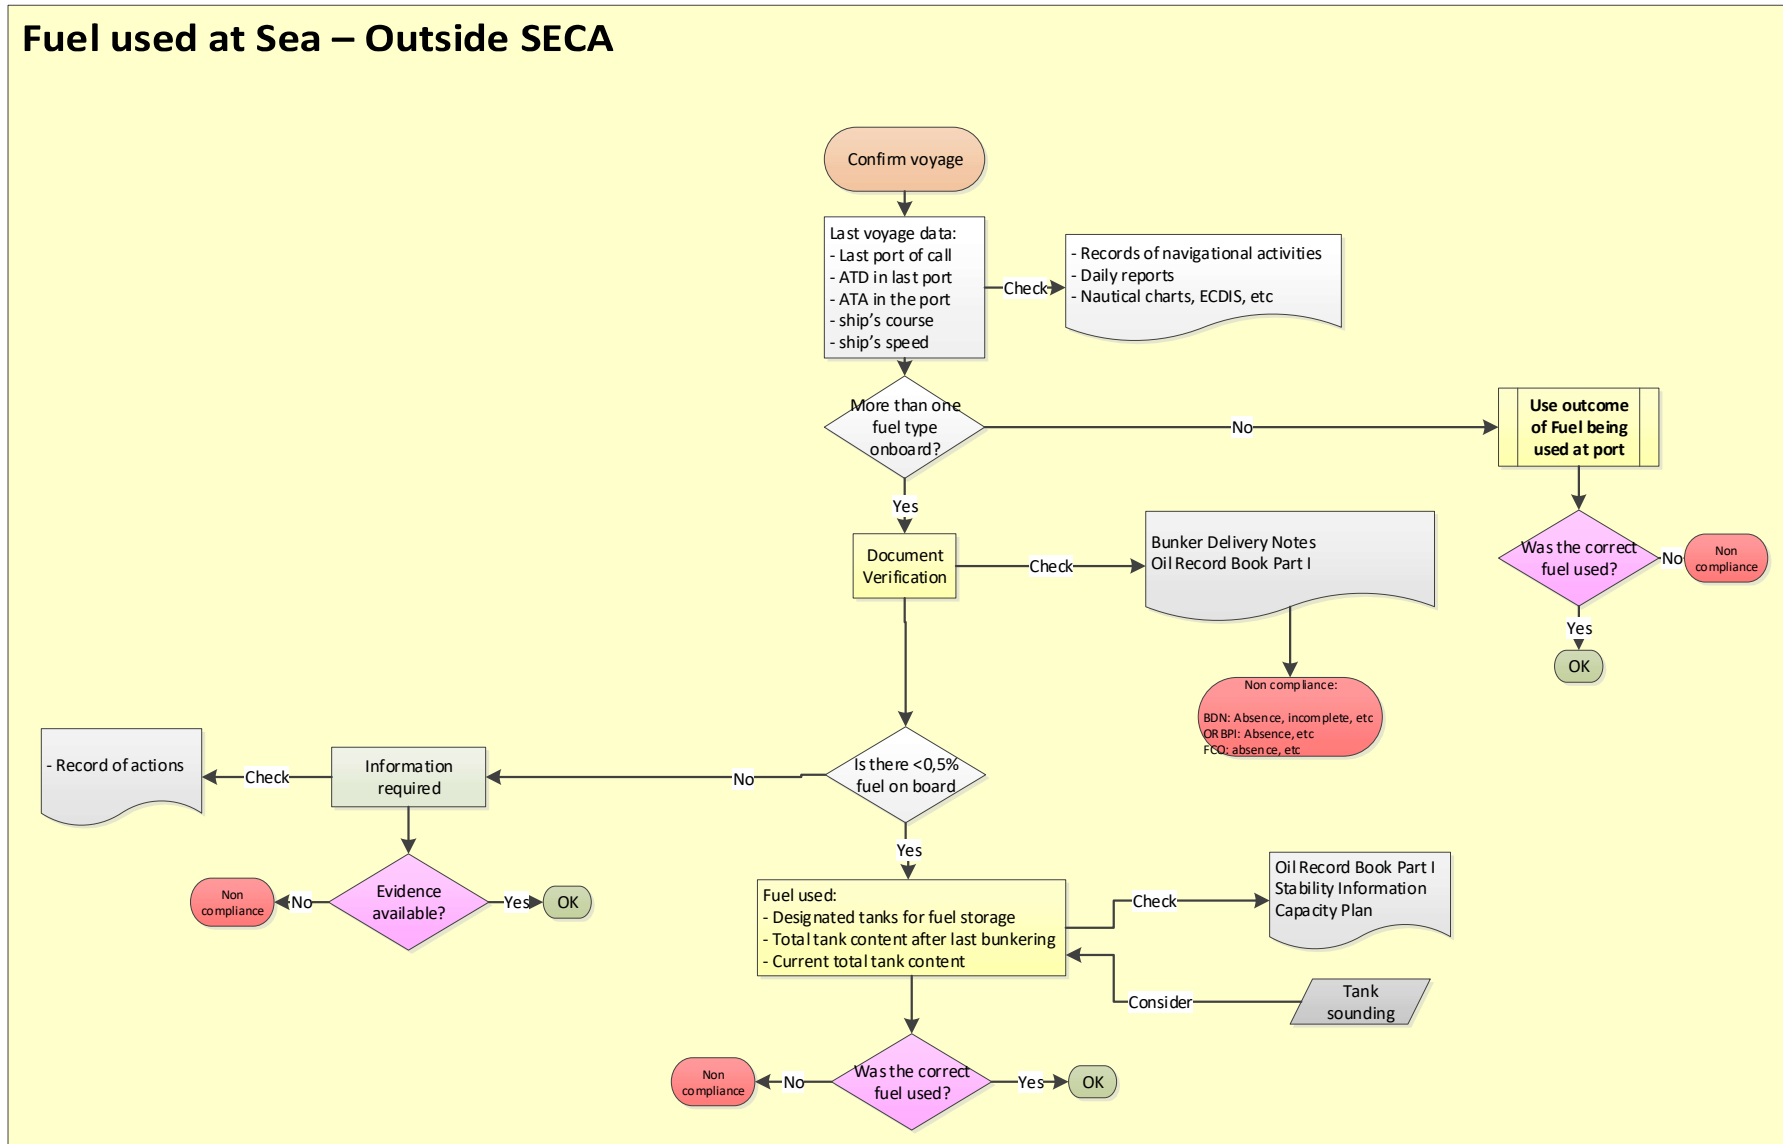 Fuel used at Sea – Outside SECA
Confirm voyage
Last voyage data:
- Last port of call
- ATD in last port
- ATA in the port
- ship's course
- ship's speed
Check
- Records of navigational activities
- Daily reports
- Nautical charts, ECDIS, etc
More than one
fuel type
onboard?
No
Use outcome
of Fuel being
used at port
Yes
Was the correct
fuel used?
No
Non
compliance
Yes
OK
Document
Verification
Check
Bunker Delivery Notes
Oil Record Book Part I
Non compliance:
BDN: Absence, incomplete, etc
ORBPI: Absence, etc
FCO: absence, etc
Is there <0,5%
fuel on board
No
Information
required
Check
- Record of actions
Evidence
available?
No
Non
compliance
Yes
OK
Yes
Fuel used:
- Designated tanks for fuel storage
- Total tank content after last bunkering
- Current total tank content
Check
Oil Record Book Part I
Stability Information
Capacity Plan
Consider
Tank
sounding
Was the correct
fuel used?
No
Non
compliance
Yes
OK